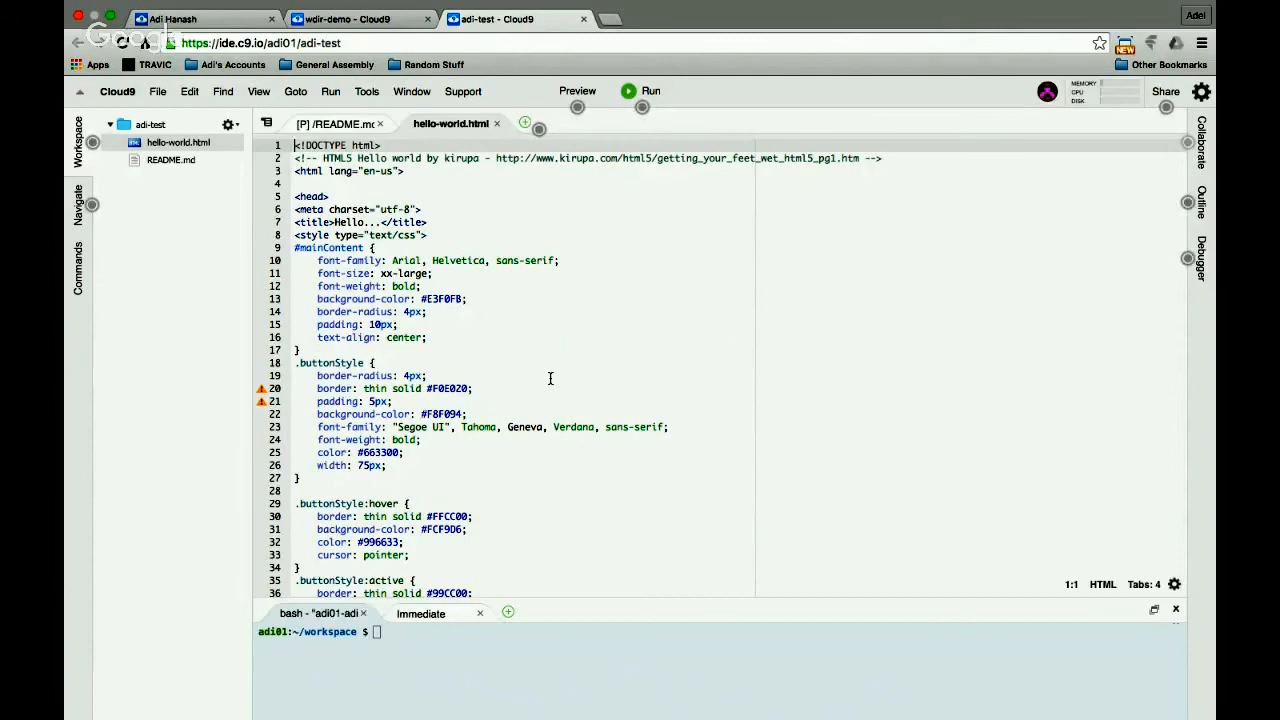 Adi Hanash
wdir-demo - Cloud9
adi-test - Cloud9
Adel
Google
https://ide.c9.io/adi01/adi-test
NEW
Apps
TRAVIC
Adi's Accounts
General Assembly
Random Stuff
Other Bookmarks
Cloud9 File Edit Find View Goto Run Tools Window Support Preview Run
MEMORY
CPU
DISK
Share
Workspace
Navigate
Commands
adi-test
hello-world.html
README.md
[P] /README.mc
hello-world.html
1 <!DOCTYPE html>
2 <!-- HTML5 Hello world by kirupa - http://www.kirupa.com/html5/getting_your_feet_wet_html5_pg1.htm -->
3 <html lang="en-us">
4
5 <head>
6 <meta charset="utf-8">
7 <title>Hello...</title>
8 <style type="text/css">
9 #mainContent {
10 font-family: Arial, Helvetica, sans-serif;
11 font-size: xx-large;
12 font-weight: bold;
13 background-color: #E3F0FB;
14 border-radius: 4px;
15 padding: 10px;
16 text-align: center;
17 }
18 .buttonStyle {
19 border-radius: 4px;
20 border: thin solid #F0E020;
21 padding: 5px;
22 background-color: #F8F094;
23 font-family: "Segoe UI", Tahoma, Geneva, Verdana, sans-serif;
24 font-weight: bold;
25 color: #663300;
26 width: 75px;
27 }
28
29 .buttonStyle:hover {
30 border: thin solid #FFCC00;
31 background-color: #FCF9D6;
32 color: #996633;
33 cursor: pointer;
34 }
35 .buttonStyle:active {
36 border: thin solid #99CC00;
Collaborate
Outline
Debugger
1:1 HTML Tabs: 4
bash - "adi01-adi
Immediate
adi01:~/workspace $